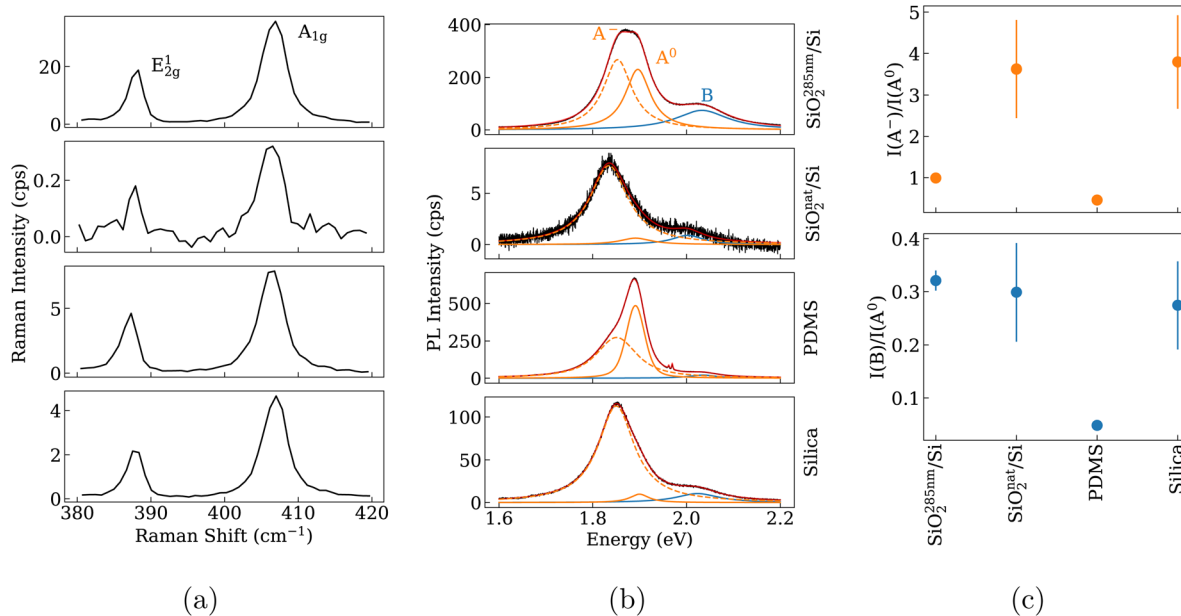 E¹₂g
A₁g
20
0
0.2
0.0
5
0
4
2
0
380 390 400 410 420
Raman Shift (cm⁻¹)
Raman Intensity (cps)
(a)
A⁻
A⁰
B
400
200
0
SiO₂²⁸⁵ⁿᵐ/Si
5
0
SiO₂ⁿᵃᵗ/Si
500
250
0
PDMS
100
50
0
Silica
1.6 1.8 2.0 2.2
Energy (eV)
PL Intensity (cps)
(b)
5
4
3
2
1
I(A⁻)/I(A⁰)
0.4
0.3
0.2
0.1
I(B)/I(A⁰)
SiO₂²⁸⁵ⁿᵐ/Si
SiO₂ⁿᵃᵗ/Si
PDMS
Silica
(c)